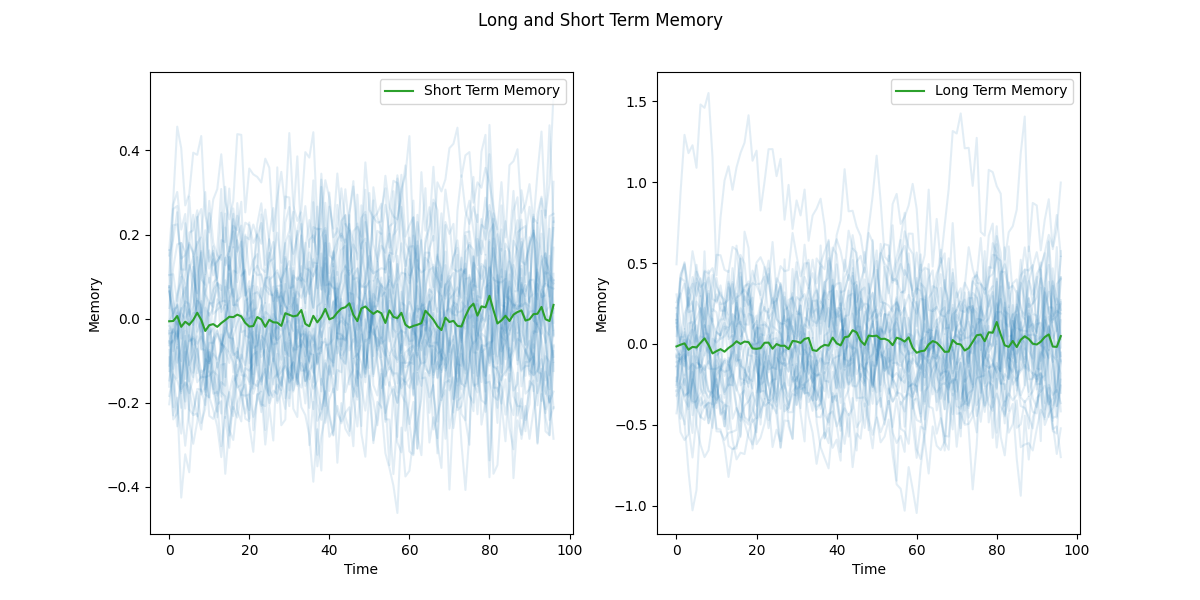 Long and Short Term Memory
Short Term Memory
0.4
0.2
0.0
−0.2
−0.4
Memory
0 20 40 60 80 100
Time
Long Term Memory
1.5
1.0
0.5
0.0
−0.5
−1.0
Memory
0 20 40 60 80 100
Time